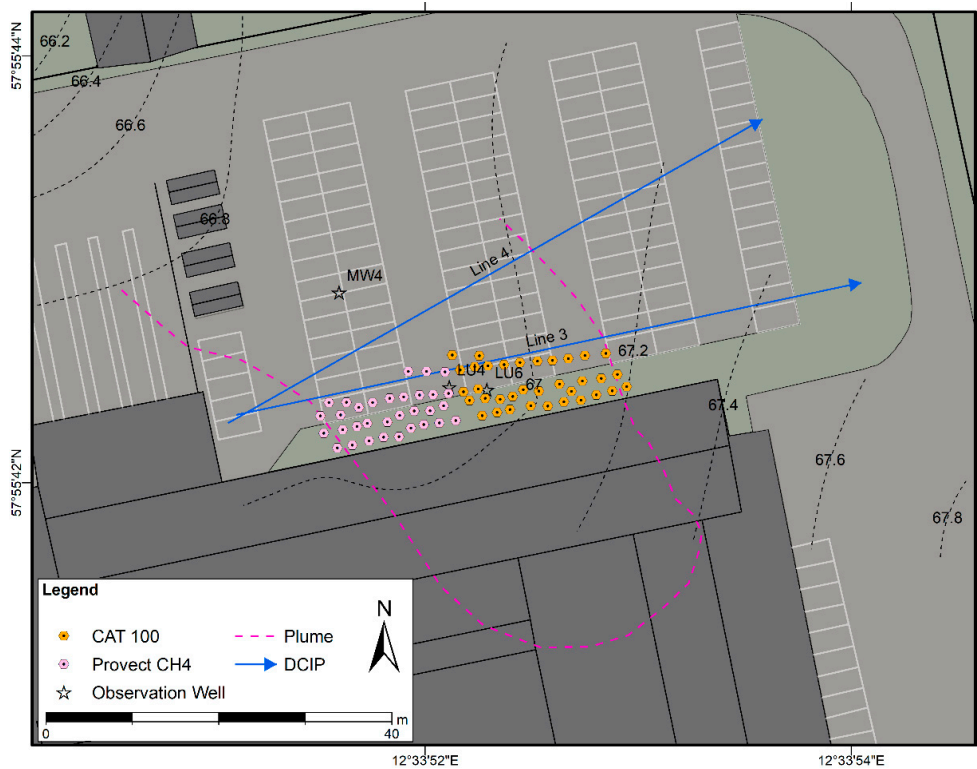 57°55'44"N
66.2
66.4
66.6
66.8
MW4
Line 4
Line 3
67.2
LU4
LU6
67
67.4
57°55'42"N
67.6
67.8
Legend
CAT 100
Plume
Provect CH4
DCIP
Observation Well
N
0
40
m
12°33'52"E
12°33'54"E